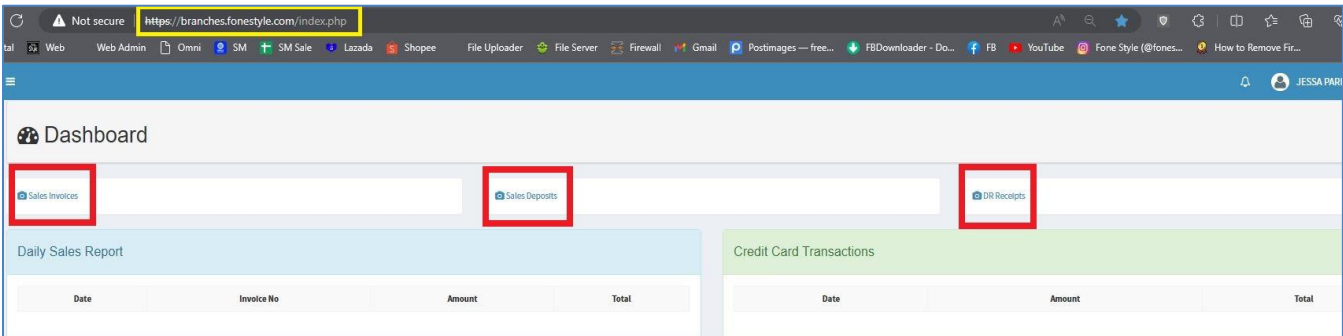 Not secure https://branches.fonestyle.com/index.php
tal Web Web Admin Omni SM SM Sale Lazada Shopee File Uploader File Server Firewall Gmail Postimages — free... FBDownloader - Do... FB YouTube Fone Style (@fones... How to Remove Fir...
JESSA PARI
Dashboard
Sales Invoices Sales Deposits DR Receipts
Daily Sales Report Credit Card Transactions
Date Invoice No Amount Total Date Amount Total